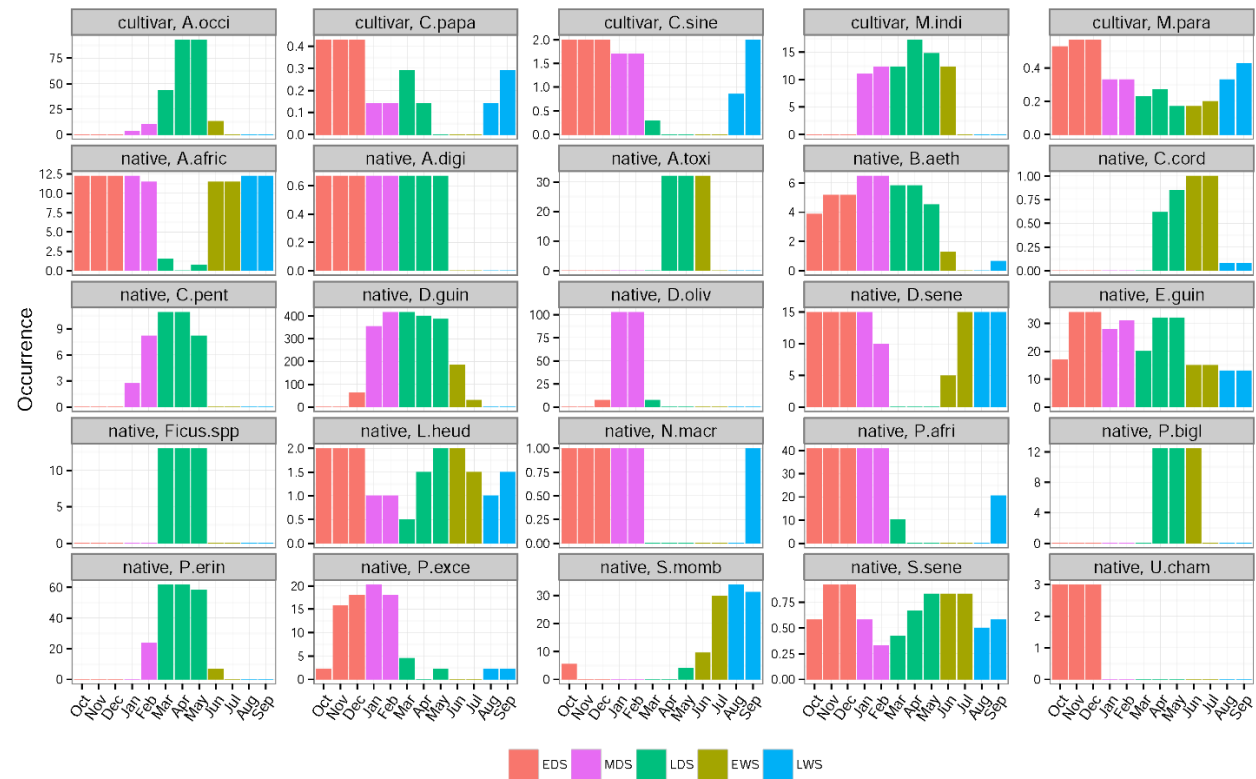 cultivar, A.occi cultivar, C.papa cultivar, C.sine cultivar, M.indi cultivar, M.para
75 0.4 2.0 15 0.4
50 0.3 1.5 10 0.2
25 0.2 1.0 5 0.0
0 0.1 0.5 0
0.0 0.0
native, A.afric native, A.digi native, A.toxi native, B.aeth native, C.cord
12.5 0.6 30 6 1.00
10.0 0.4 20 4 0.75
7.5 0.2 10 2 0.50
5.0 0.0 0 0 0.25
2.5 0.00
0.0
native, C.pent native, D.guin native, D.oliv native, D.sene native, E.guin
9 400 100 15 30
6 300 75 10 20
3 200 50 5 10
0 100 25 0 0
0 0
Occurrence
native, Ficus.spp native, L.heud native, N.macr native, P.afri native, P.bigl
10 2.0 1.00 40 12
5 1.5 0.75 30 8
0 1.0 0.50 20 4
0.5 0.25 10 0
0.0 0.00 0
native, P.erin native, P.exce native, S.momb native, S.sene native, U.cham
60 20 30 0.75 3
40 15 20 0.50 2
20 10 10 0.25 1
0 5 0 0.00 0
0
Oct Nov Dec Jan Feb Mar Apr May Jun Jul Aug Sep Oct Nov Dec Jan Feb Mar Apr May Jun Jul Aug Sep Oct Nov Dec Jan Feb Mar Apr May Jun Jul Aug Sep Oct Nov Dec Jan Feb Mar Apr May Jun Jul Aug Sep Oct Nov Dec Jan Feb Mar Apr May Jun Jul Aug Sep
EDS MDS LDS EWS LWS